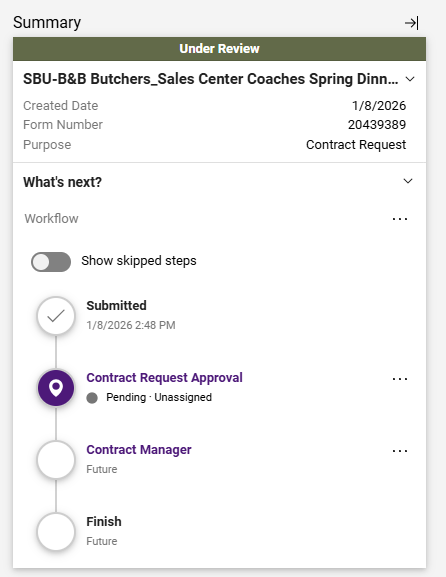 Summary
Under Review
SBU-B&B Butchers_Sales Center Coaches Spring Dinn...
Created Date 1/8/2026
Form Number 20439389
Purpose Contract Request
What's next?
Workflow
Show skipped steps
Submitted
1/8/2026 2:48 PM
Contract Request Approval
Pending · Unassigned
Contract Manager
Future
Finish
Future